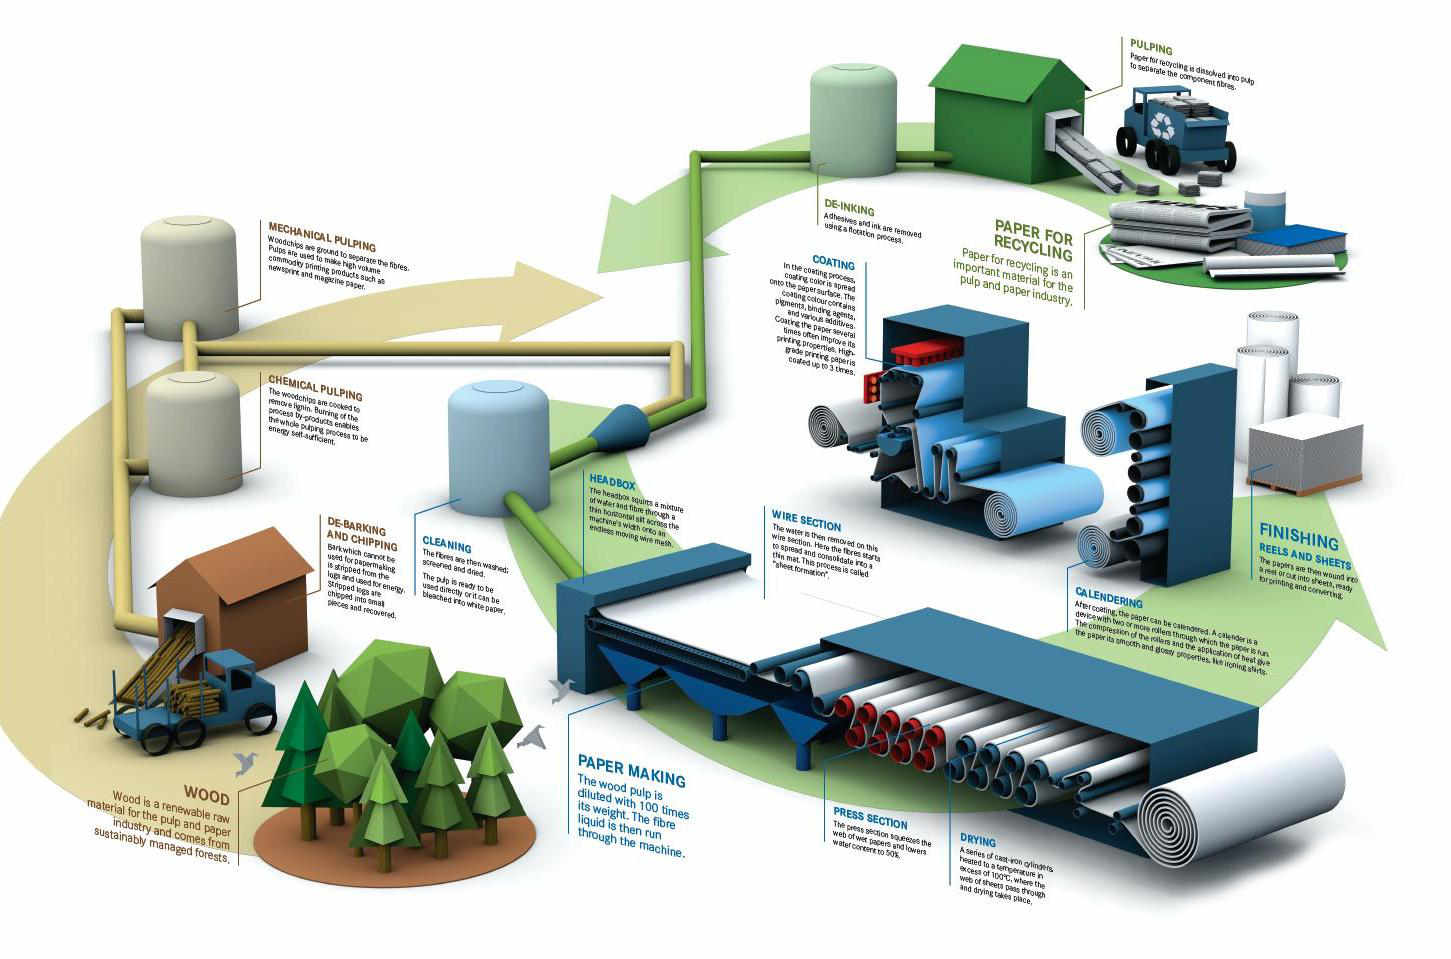 PULPING
Paper for recycling is dissolved into pulp
to separate the component fibres.
DE-INKING
Adhesives and ink are removed
using a flotation process.
PAPER FOR
RECYCLING
Paper for recycling is an
important material for the
pulp and paper industry.
MECHANICAL PULPING
Woodchips are ground to separate the fibres.
Pulps are used to make high volume
commodity printing products such as
newsprint and magazine paper.
CHEMICAL PULPING
The woodchips are cooked to
remove lignin. Burning of the
process by-products enables
the whole pulping process to be
energy self-sufficient.
DE-BARKING
AND CHIPPING
Bark which cannot be
used for papermaking
is stripped from the
logs and used for energy.
Stripped logs are
chipped into small
pieces and recovered.
WOOD
Wood is a renewable raw
material for the pulp and paper
industry and comes from
sustainably managed forests.
CLEANING
The fibres are then washed;
screened and dried.
The pulp is ready to be
used directly or it can be
bleached into white paper.
HEADBOX
The headbox squirts a mixture
of water and fibre through a
thin horizontal slit across the
machine's width onto an
endless moving wire mesh.
WIRE SECTION
The water is then removed on this
wire section. Here the fibres starts
to spread and consolidate into a
thin mat. This process is called
"sheet formation".
PAPER MAKING
The wood pulp is
diluted with 100 times
its weight. The fibre
liquid is then run
through the machine.
PRESS SECTION
The press section squeezes the
web of wer papers and lowers
water content to 50%.
DRYING
A series of cast-iron cylinders,
heated to a temperature in
excess of 100°C, where the
web of sheets pass through
and drying takes place.
COATING
In the coating process,
coating color is spread
onto the paper surface. The
coating colour contains
pigments, binding agents,
and various additives.
Coating the paper several
times often improve its
printing properties. High-
grade printing paper is
coated up to 3 times.
CALENDERING
After coating, the paper can be calendered. A calender is a
device with two or more rollers through which the paper is run.
The compression of the rollers and the application of heat give
the paper its smooth and glossy properties, like ironing shirts.
FINISHING
REELS AND SHEETS
The papers are then wound into
a reel or cut into sheets, ready
for printing and converting.